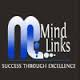 Mind
Links
SUCCESS THROUGH EXCELLENCE